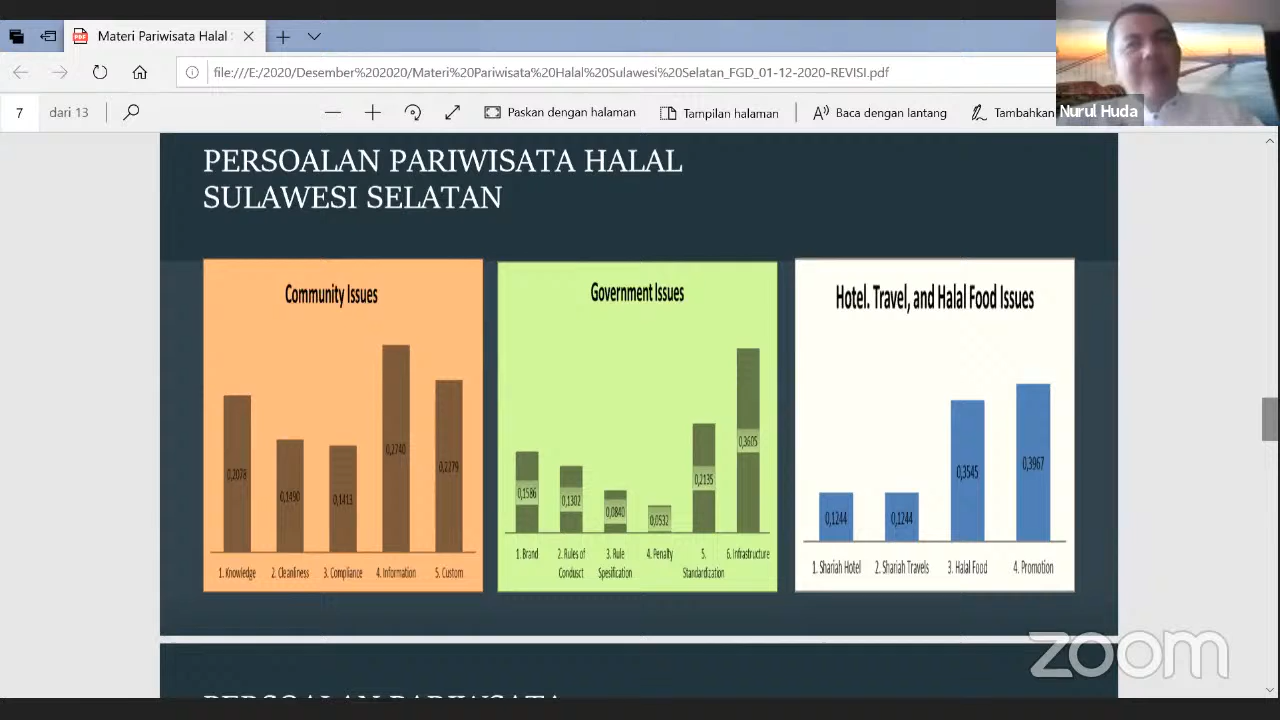 Materi Pariwisata Halal
file:///E:/2020/Desember%202020/Materi%20Pariwisata%20Halal%20Sulawesi%20Selatan_FGD_01-12-2020-REVISI.pdf
7 dari 13
Paskan dengan halaman
Tampilan halaman
Baca dengan lantang
Tambahkan
Nurul Huda
PERSOALAN PARIWISATA HALAL
SULAWESI SELATAN
Community Issues
0,2078
0,1490
0,1413
0,2740
0,2279
1. Knowledge
2. Cleanliness
3. Compliance
4. Information
5. Custom
Government Issues
0,1586
0,1302
0,0840
0,0532
0,2135
0,3605
1. Brand
2. Rules of
Conduct
3. Rule
Spesification
4. Penalty
5.
Standardization
6. Infrastructure
Hotel. Travel, and Halal Food Issues
0,1244
0,1244
0,3545
0,3967
1. Shariah Hotel
2. Shariah Travels
3. Halal Food
4. Promotion
zoom